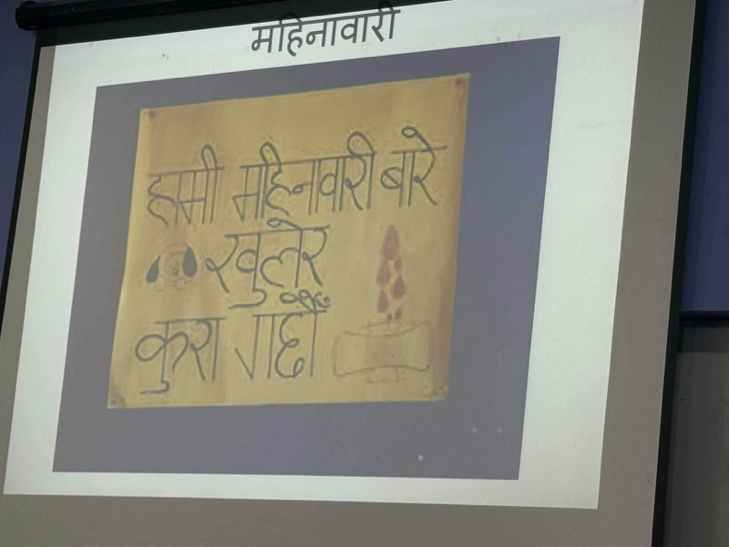 महिनावारी
हामी महिनावारी बारे
खुलेर
कुरा गर्छौं